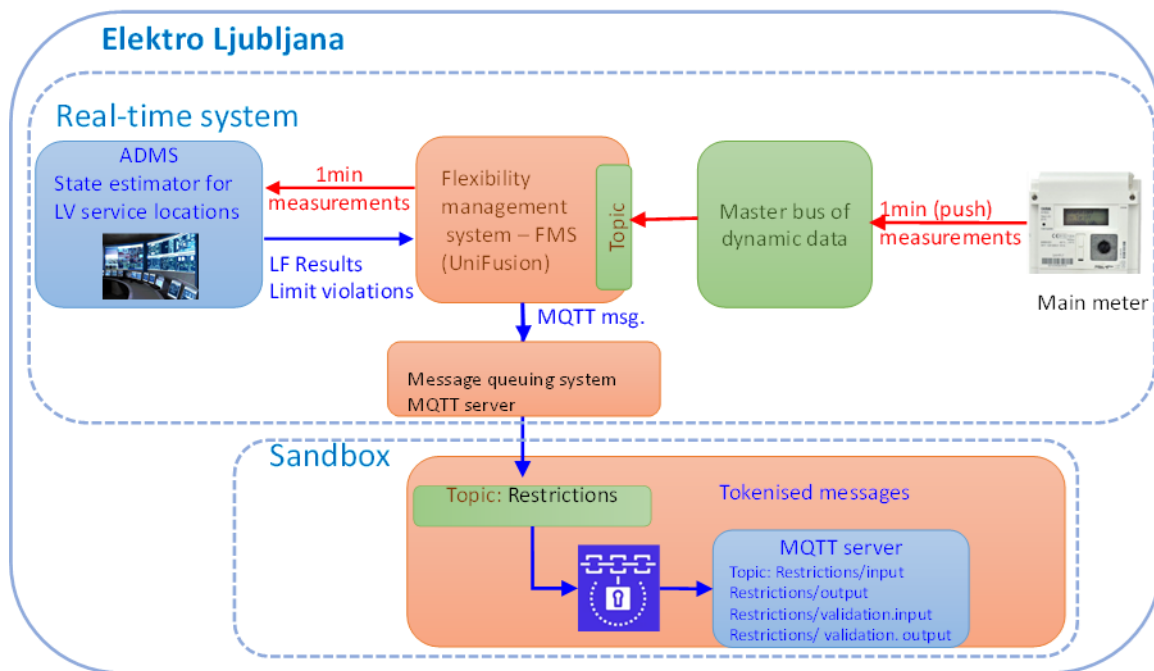 Elektro Ljubljana
Real-time system
ADMS
State estimator for
LV service locations
1min
measurements
LF Results
Limit violations
Flexibility
management
system – FMS
(UniFusion)
Topic
Master bus of
dynamic data
1min (push)
measurements
Main meter
MQTT msg.
Message queuing system
MQTT server
Sandbox
Topic: Restrictions
Tokenised messages
MQTT server
Topic: Restrictions/input
Restrictions/output
Restrictions/validation.input
Restrictions/ validation. output